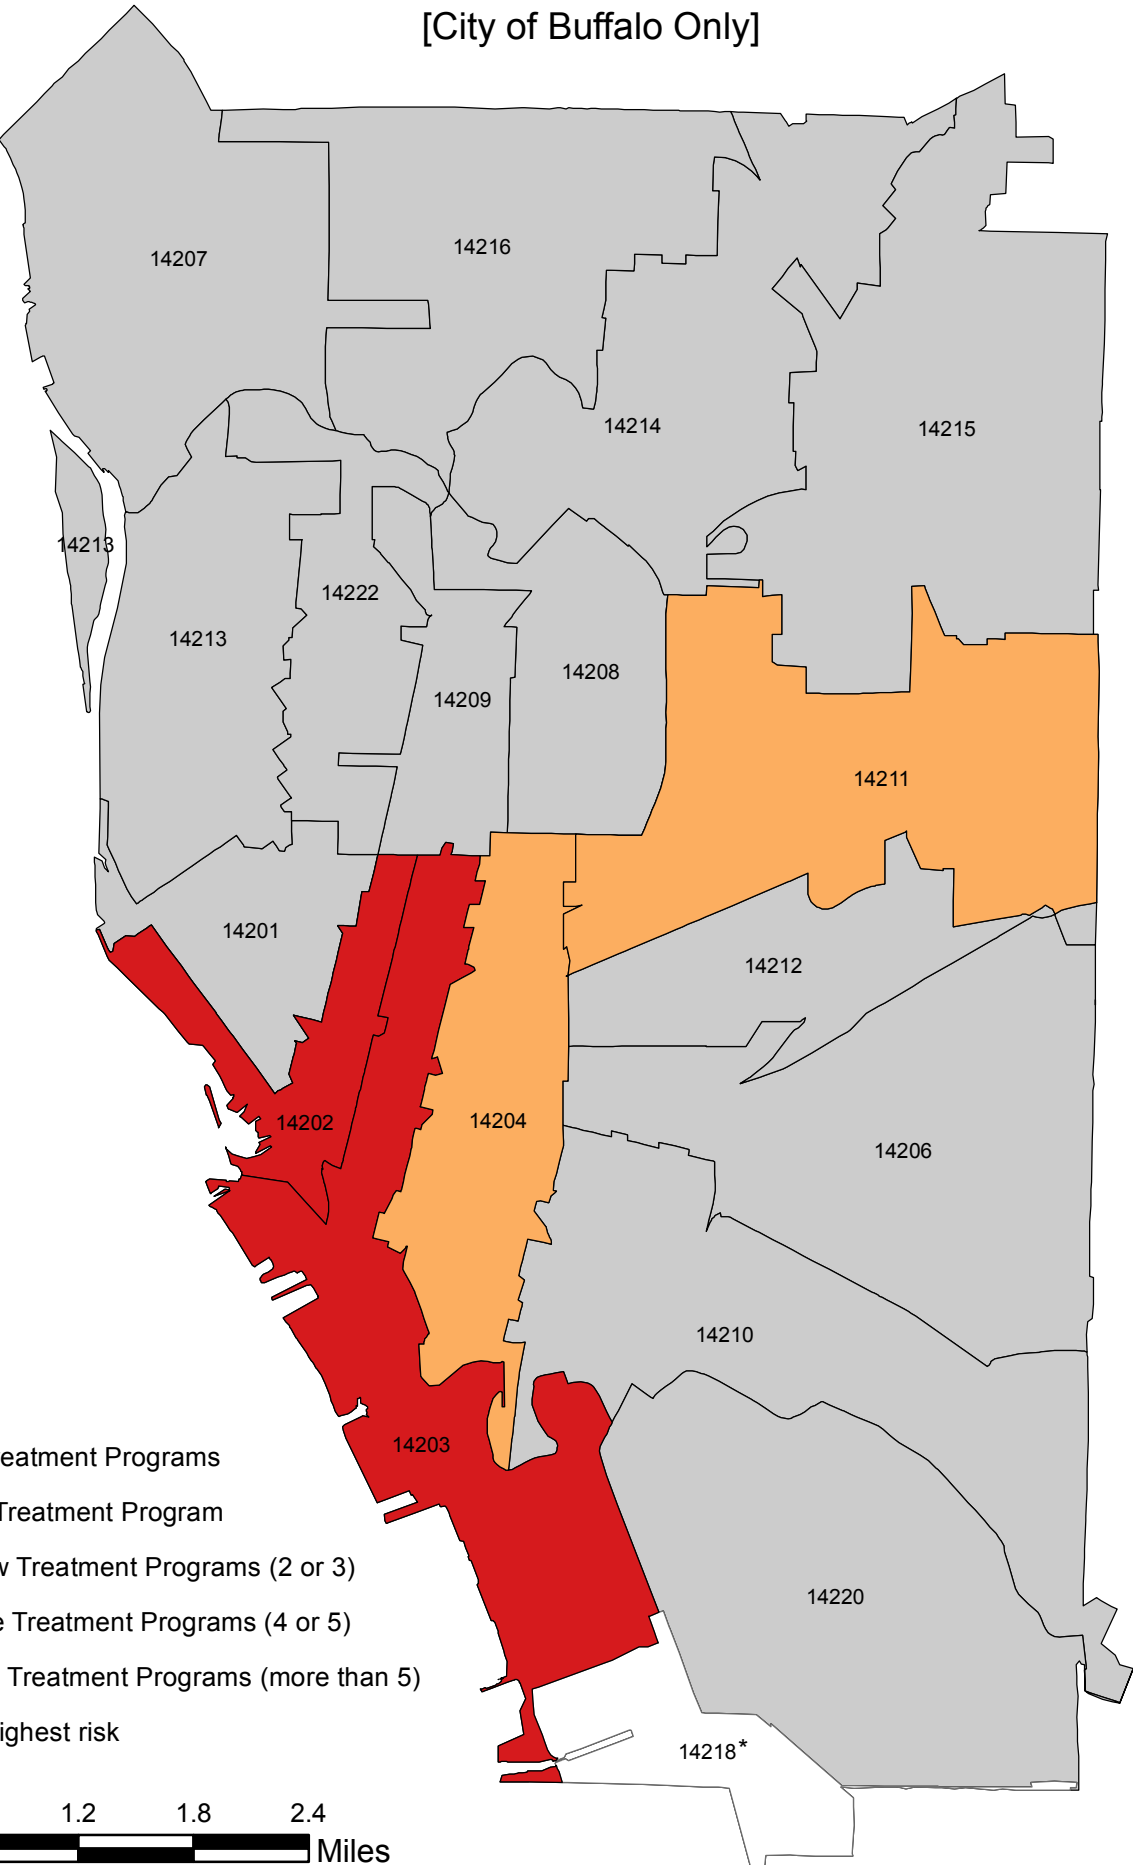 [City of Buffalo Only]
14207
14216
14214
14215
14213
14222
14213
14208
14209
14211
14201
14212
14202
14204
14206
14210
14203
Treatment Programs
Treatment Program
Treatment Programs (2 or 3)
Treatment Programs (4 or 5)
Treatment Programs (more than 5)
risk
14220
14218*
1.2 1.8 2.4
Miles